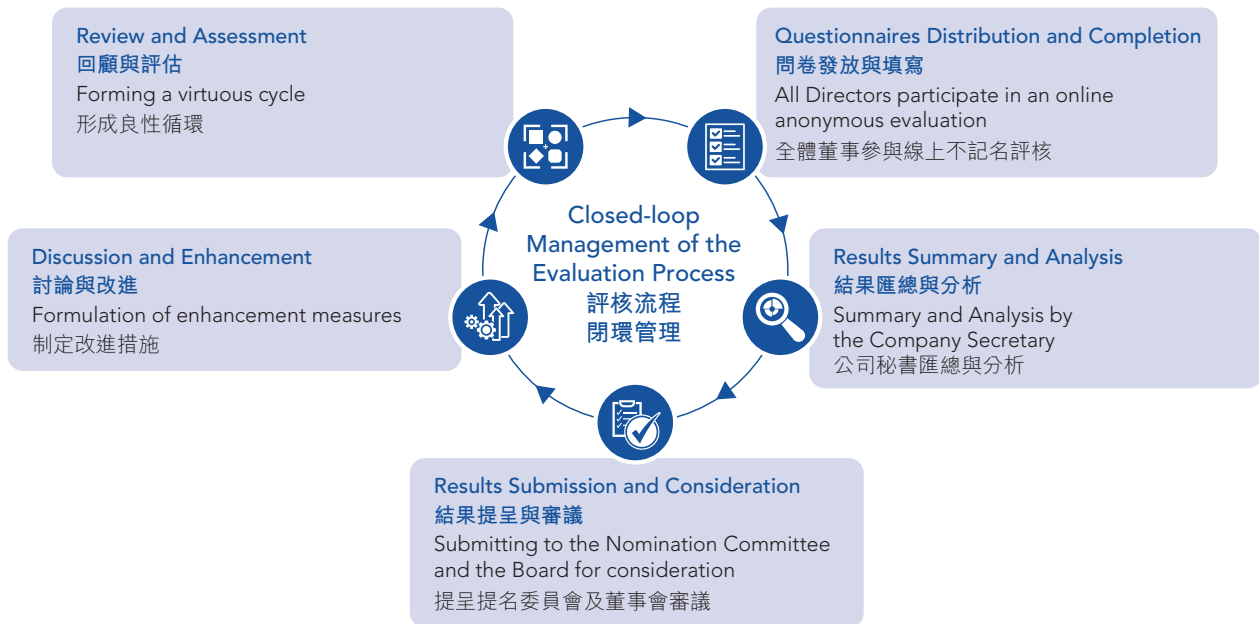 Review and Assessment
回顧與評估
Forming a virtuous cycle
形成良性循環
Questionnaires Distribution and Completion
問卷發放與填寫
All Directors participate in an online
anonymous evaluation
全體董事參與線上不記名評核
Closed-loop
Management of the
Evaluation Process
評核流程
閉環管理
Discussion and Enhancement
討論與改進
Formulation of enhancement measures
制定改進措施
Results Summary and Analysis
結果匯總與分析
Summary and Analysis by
the Company Secretary
公司秘書匯總與分析
Results Submission and Consideration
結果提呈與審議
Submitting to the Nomination Committee
and the Board for consideration
提呈提名委員會及董事會審議